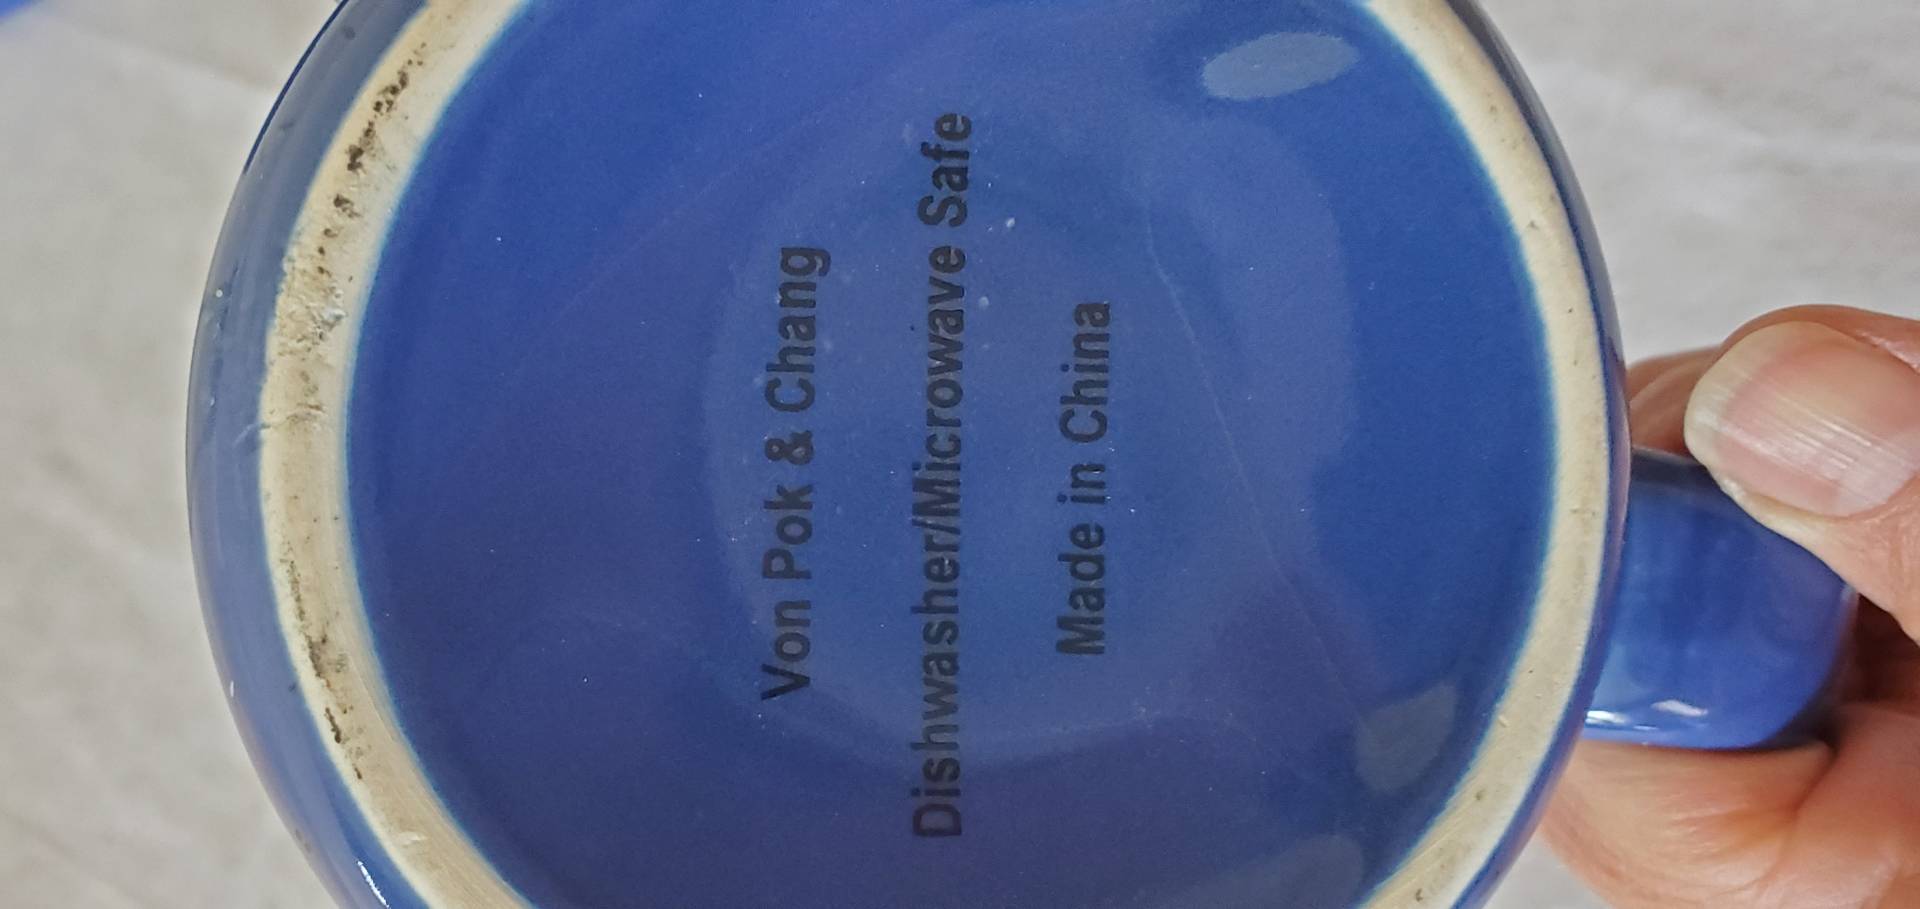 Von Pok & Chang
Dishwasher/Microwave Safe
Made in China